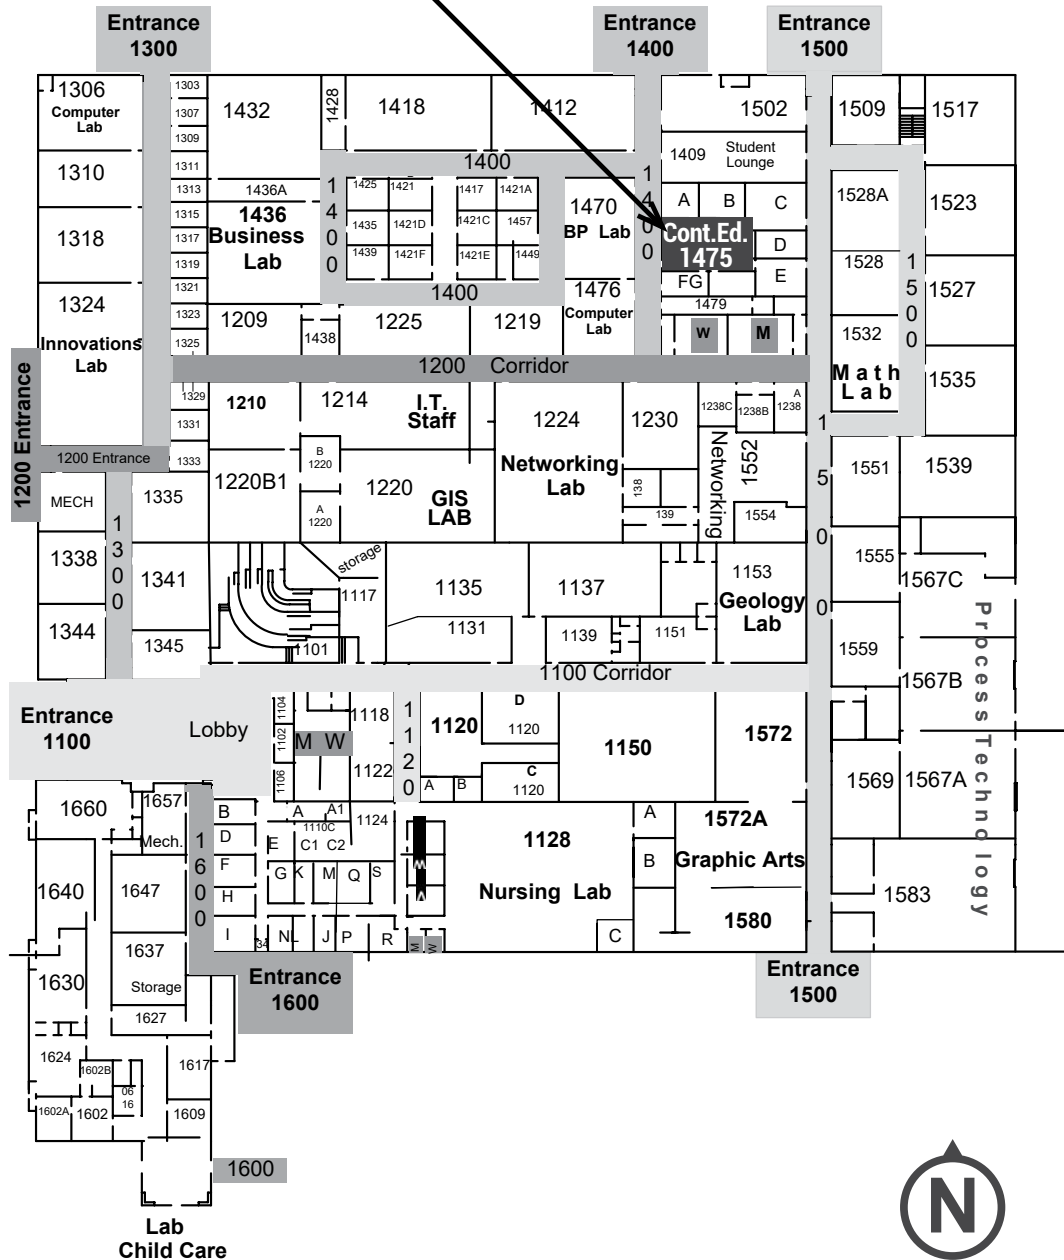 Entrance
1300
Entrance
1400
Entrance
1500
1306
Computer
Lab
1303
1307
1309
1432
1428
1418
1412
1502
1509
1517
1310
1311
1313
1400
1409
Student
Lounge
1436A
1400
1425
1421
1417
1421A
1400
A
B
C
1528A
1523
1318
1315
1317
1319
1436
Business
Lab
1435
1421D
1421C
1457
1439
1421F
1421E
1449
1470
BP Lab
Cont.Ed.
1475
D
E
1528
1500
1527
1324
Innovations
Lab
1321
1323
1325
1400
1476
Computer
Lab
FG
1479
W
M
1532
Math
Lab
1535
1209
1438
1225
1219
1200 Corridor
1200 Entrance
1329
1331
1333
1210
1214
I.T.
Staff
1224
Networking
Lab
1230
1238C
1238B
A
1238
1500
1200 Entrance
B
1220
A
1220
1220B1
1220
GIS
LAB
138
139
Networking
1552
1554
1551
1539
MECH
1335
1300
1338
1341
1344
1345
storage
1117
1101
1135
1137
1131
1139
1151
1153
Geology
Lab
1555
1567C
1559
1567B
Process Technology
1100 Corridor
Entrance
1100
Lobby
1104
1102
1106
M W
1118
1122
1120
1120
D
1120
C
1120
A
B
1150
1572
1569
1567A
1660
1657
Mech.
1600
B
D
F
H
I
A
A1
1110C
C1 C2
E
1124
G
K
M
Q
S
34
N
L
J
P
R
M
W
1128
Nursing Lab
A
B
C
1572A
Graphic Arts
1580
1583
1640
1647
1637
Storage
1630
1627
Entrance
1600
Entrance
1500
1624
1602B
1617
06
16
1602A
1602
1609
1600
Lab
Child Care
N